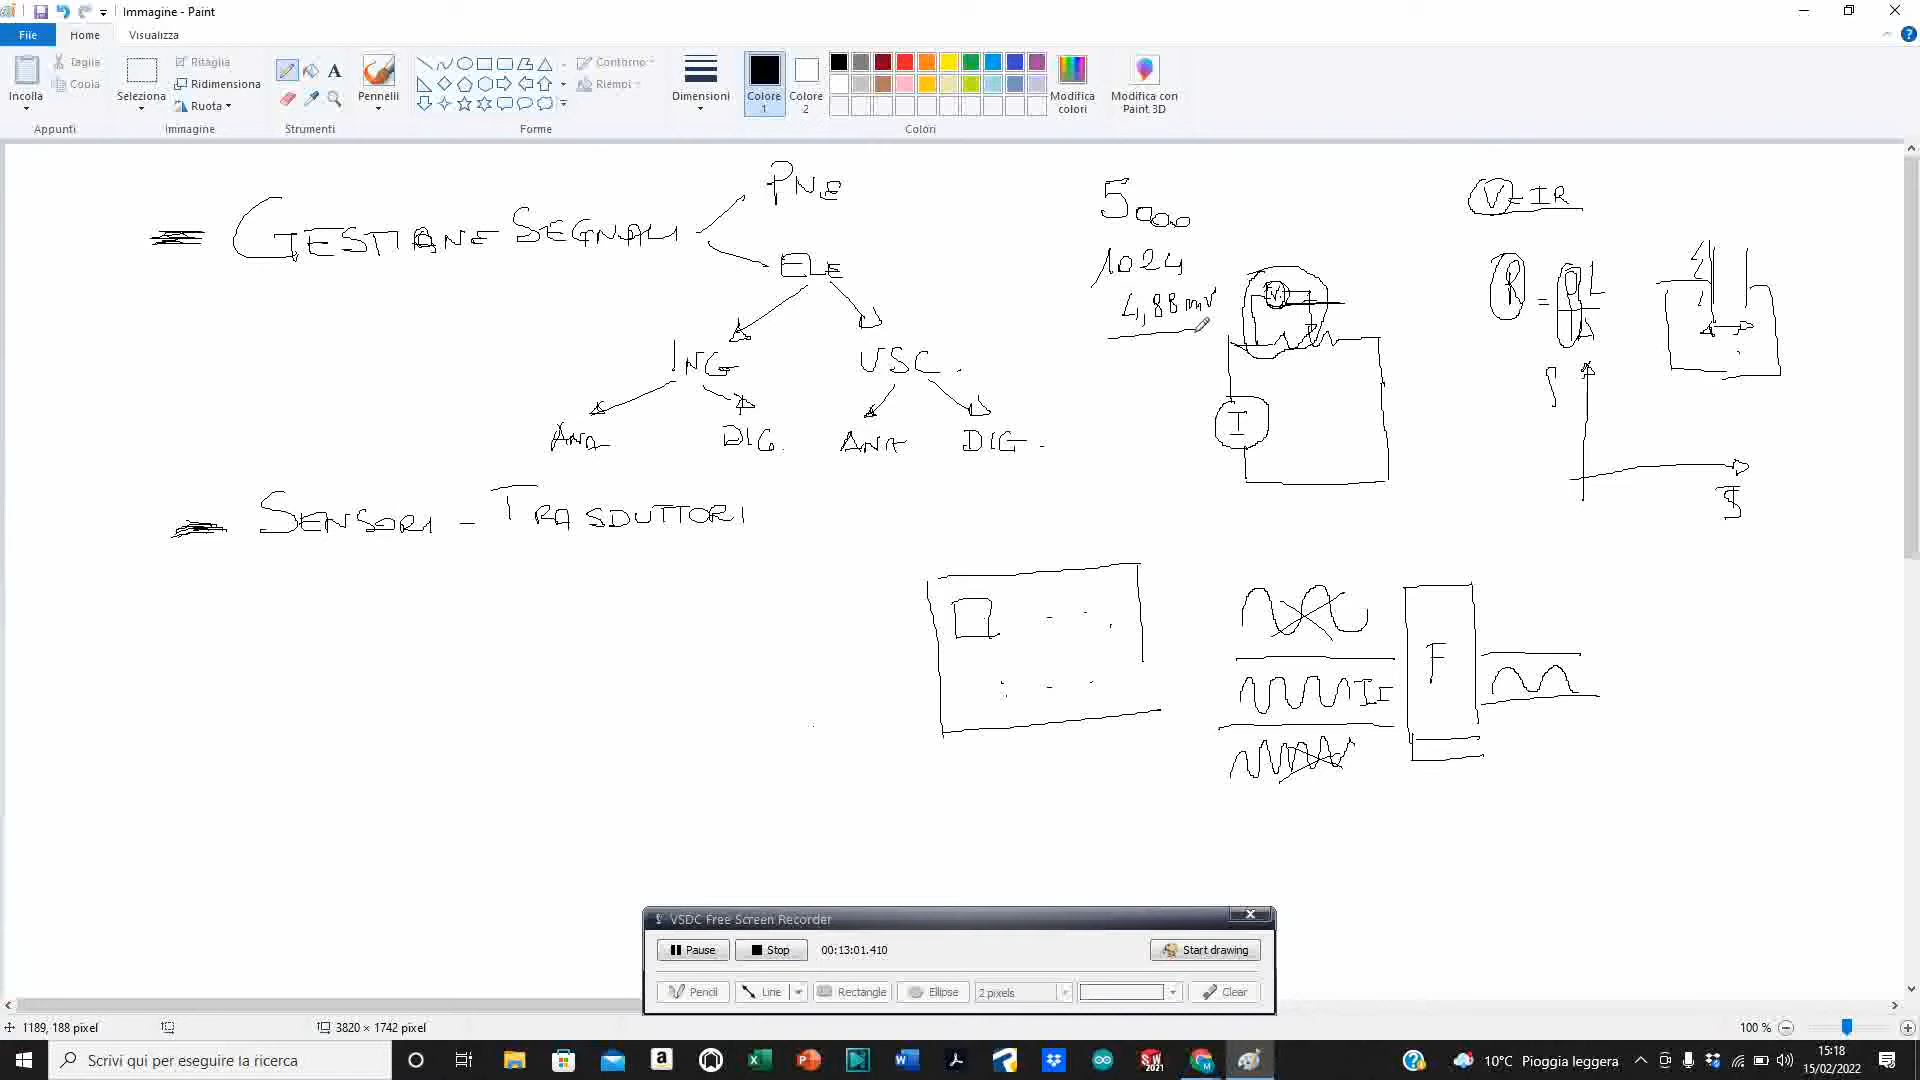 Immagine - Paint
File Home Visualizza
Incolla
Taglia
Copia
Appunti
Seleziona
Ritaglia
Ridimensiona
Ruota
Immagine
Strumenti
Pennelli
Contorno
Riempi
Forme
Dimensioni
Colore 1
Colore 2
Modifica colori
Modifica con Paint 3D
Colori
GESTIONE SEGNALI
PNE
ELE
ING
USC.
ANA
DIG.
ANA
DIG.
SENSORI - TRASDUTTORI
5000
1024
4,88 mV
V
I
V=IR
R = ρL
F
VSDC Free Screen Recorder
Pause Stop 00:13:01.410 Start drawing
Pencil Line Rectangle Ellipse 2 pixels Clear
1189, 188 pixel
3820 × 1742 pixel
100 %
Scrivi qui per eseguire la ricerca
10°C Pioggia leggera
15:18
15/02/2022